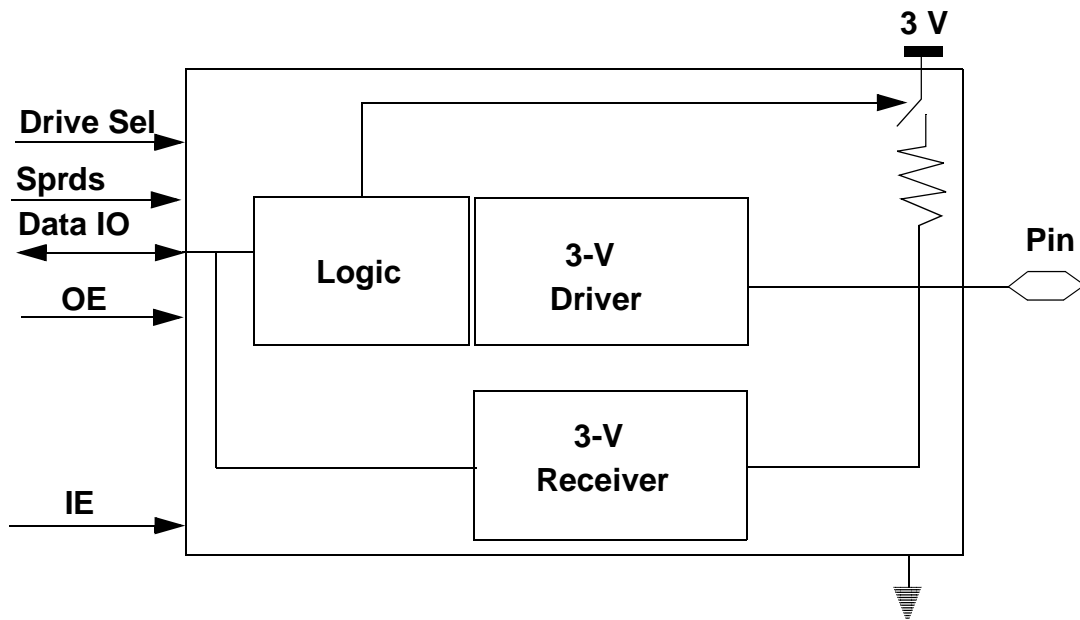 3 V
Drive Sel
Sprds
Data IO
OE
IE
Logic
3-V
Driver
3-V
Receiver
Pin